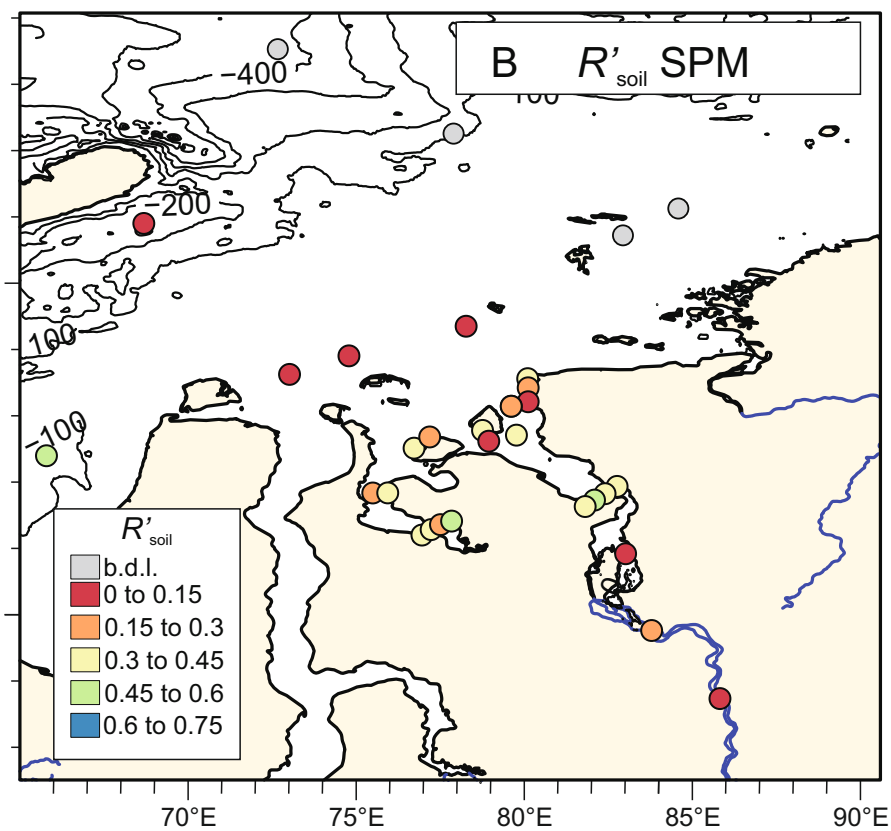 −400
B R’soil SPM
100
−200
100
−100
R’soil
b.d.l.
0 to 0.15
0.15 to 0.3
0.3 to 0.45
0.45 to 0.6
0.6 to 0.75
70°E 75°E 80°E 85°E 90°E